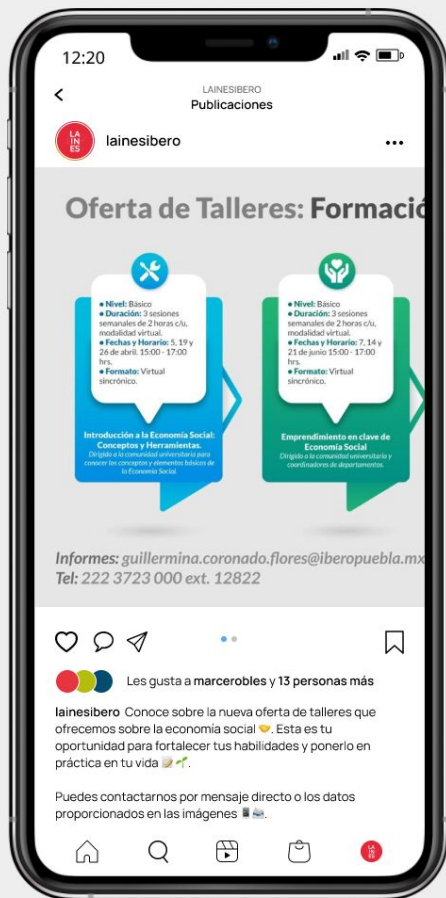 12:20
LAINESIBERO
Publicaciones
LA
IN
ES
lainesibero
Oferta de Talleres: Formació
• Nivel: Básico
• Duración: 3 sesiones
semanales de 2 horas c/u,
modalidad virtual.
• Fechas y Horario: 5, 19 y
26 de abril. 15:00 - 17:00
hrs.
• Formato: Virtual
sincrónico.
Introducción a la Economía Social:
Conceptos y Herramientas.
Dirigido a la comunidad universitaria para
conocer los conceptos y elementos básicos de
la Economía Social.
• Nivel: Básico
• Duración: 3 sesiones
semanales de 2 horas c/u,
modalidad virtual.
• Fechas y Horario: 7, 14 y
21 de junio 15:00 - 17:00
hrs.
• Formato: Virtual
sincrónico.
Emprendimiento en clave de
Economía Social
Dirigido a la comunidad universitaria y
coordinadores de departamentos.
Informes: guillermina.coronado.flores@iberopuebla.mx
Tel: 222 3723 000 ext. 12822
Les gusta a marcerobles y 13 personas más
lainesibero Conoce sobre la nueva oferta de talleres que
ofrecemos sobre la economía social 🤝. Esta es tu
oportunidad para fortalecer tus habilidades y ponerlo en
práctica en tu vida 📝🌱.
Puedes contactarnos por mensaje directo o los datos
proporcionados en las imágenes 📱📨.
LA
IN
ES